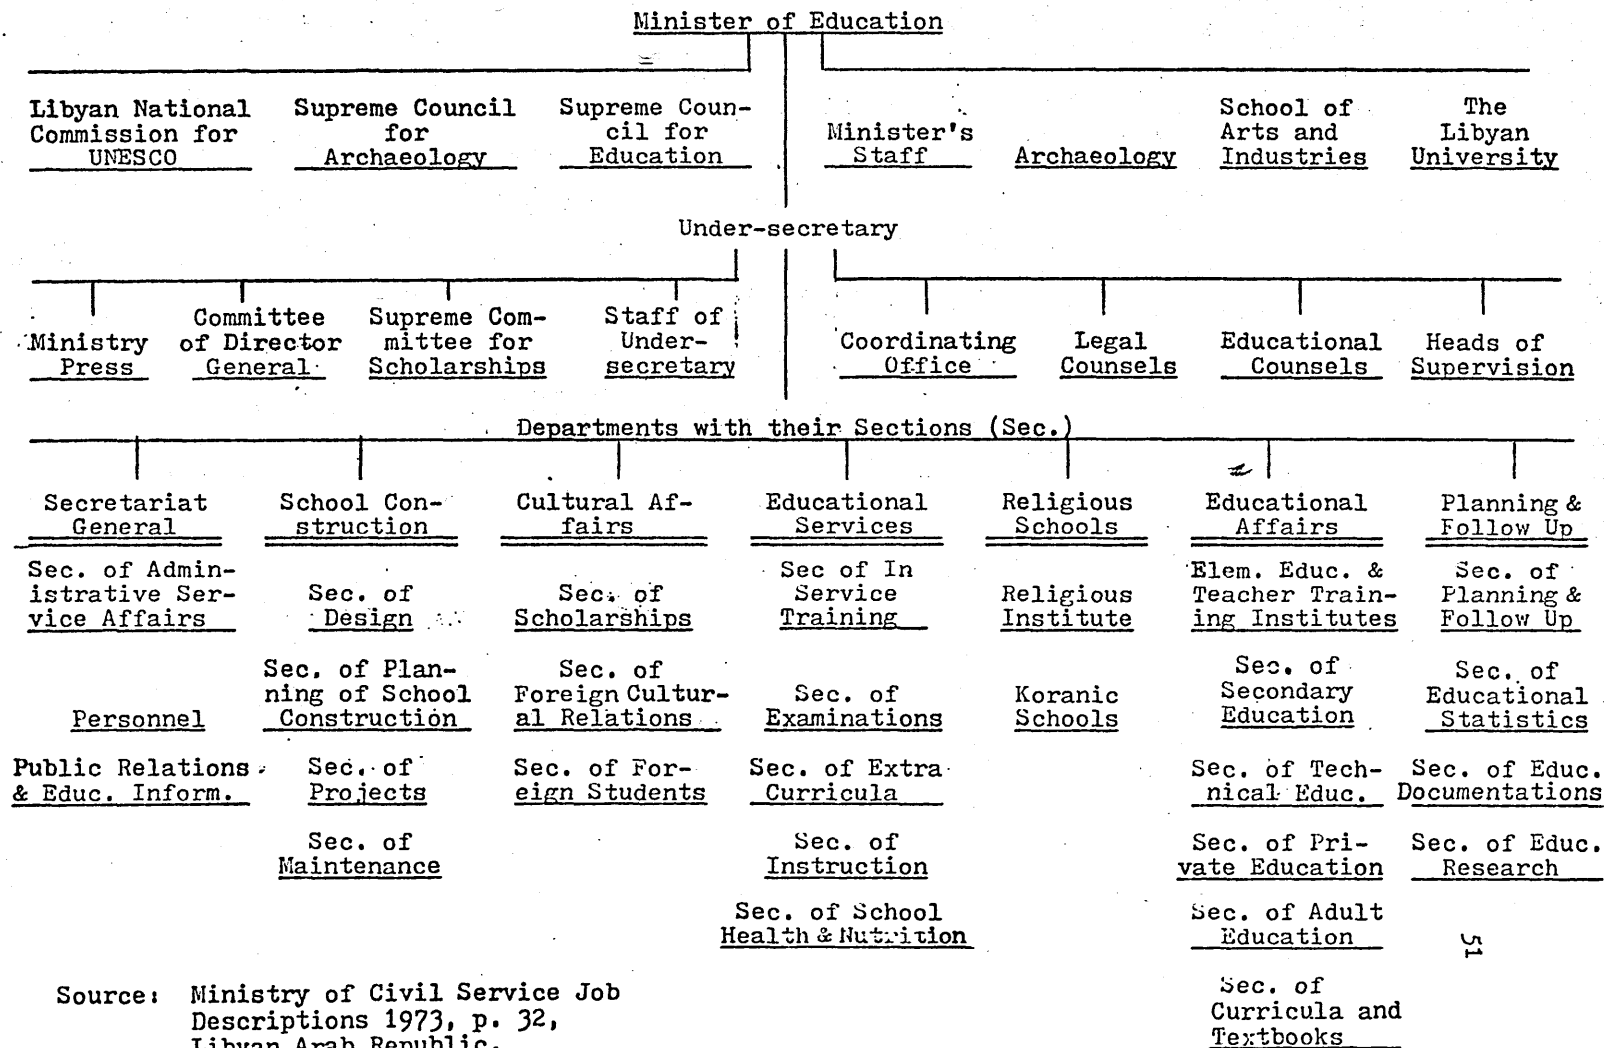 Minister of Education
Libyan National
Commission for
UNESCO
Supreme Council
for
Archaeology
Supreme Coun-
cil for
Education
Minister's
Staff
Archaeology
School of
Arts and
Industries
The
Libyan
University
Under-secretary
Ministry
Press
Committee
of Director
General
Supreme Com-
mittee for
Scholarships
Staff of
Under-
secretary
Coordinating
Office
Legal
Counsels
Educational
Counsels
Heads of
Supervision
Departments with their Sections (Sec.)
Secretariat
General
School Con-
struction
Cultural Af-
fairs
Educational
Services
Religious
Schools
Educational
Affairs
Planning &
Follow Up
Sec. of Admin-
istrative Ser-
vice Affairs
Sec. of
Design
Sec. of
Scholarships
Sec of In
Service
Training
Religious
Institute
Elem. Educ. &
Teacher Train-
ing Institutes
Sec. of
Planning &
Follow Up
Personnel
Sec. of Plan-
ning of School
Construction
Sec. of
Foreign Cultur-
al Relations
Sec. of
Examinations
Koranic
Schools
Sec. of
Secondary
Education
Sec. of
Educational
Statistics
Public Relations
& Educ. Inform.
Sec. of
Projects
Sec. of For-
eign Students
Sec. of Extra
Curricula
Sec. of Tech-
nical Educ.
Sec. of Educ.
Documentations
Sec. of
Maintenance
Sec. of
Instruction
Sec. of Pri-
vate Education
Sec. of Educ.
Research
Sec. of School
Health & Nutrition
Sec. of Adult
Education
51
Sec. of
Curricula and
Textbooks
Source: Ministry of Civil Service Job
Descriptions 1973, p. 32,
Libyan Arab Republic.